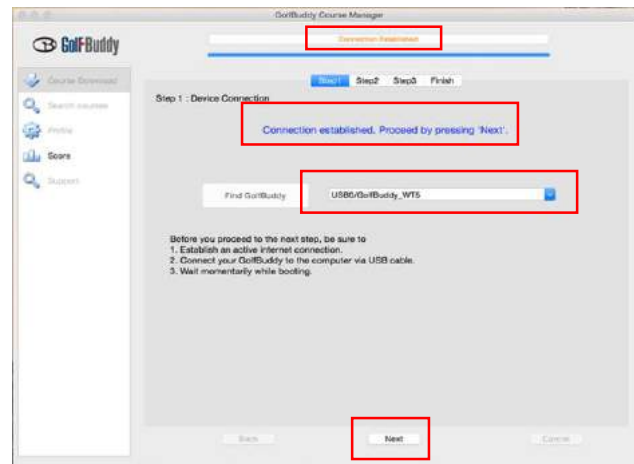 GolfBuddy Course Manager
GolfBuddy
Connection Established
Course Download
Step1 Step2 Step3 Finish
Step 1 : Device Connection
Search courses
Connection established. Proceed by pressing 'Next'.
Profile
Score
Support
Find GolfBuddy
USB0/GolfBuddy_WT5
Before you proceed to the next step, be sure to
1. Establish an active internet connection.
2. Connect your GolfBuddy to the computer via USB cable.
3. Wait momentarily while booting.
Back Next Cancel